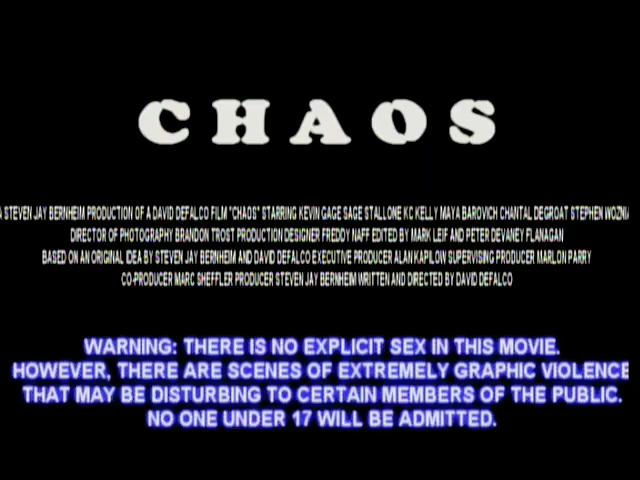 CHAOS
A STEVEN JAY BERNHEIM PRODUCTION OF A DAVID DEFALCO FILM "CHAOS" STARRING KEVIN GAGE SAGE STALLONE KC KELLY MAYA BAROVICH CHANTAL DEGROAT STEPHEN WOZNIA
DIRECTOR OF PHOTOGRAPHY BRANDON TROST PRODUCTION DESIGNER FREDDY NAFF EDITED BY MARK LEIF AND PETER DEVANEY FLANAGAN
BASED ON AN ORIGINAL IDEA BY STEVEN JAY BERNHEIM AND DAVID DEFALCO EXECUTIVE PRODUCER ALAN KAPILOW SUPERVISING PRODUCER MARLON PARRY
CO-PRODUCER MARC SHEFFLER PRODUCER STEVEN JAY BERNHEIM WRITTEN AND DIRECTED BY DAVID DEFALCO
WARNING: THERE IS NO EXPLICIT SEX IN THIS MOVIE.
HOWEVER, THERE ARE SCENES OF EXTREMELY GRAPHIC VIOLENCE
THAT MAY BE DISTURBING TO CERTAIN MEMBERS OF THE PUBLIC.
NO ONE UNDER 17 WILL BE ADMITTED.